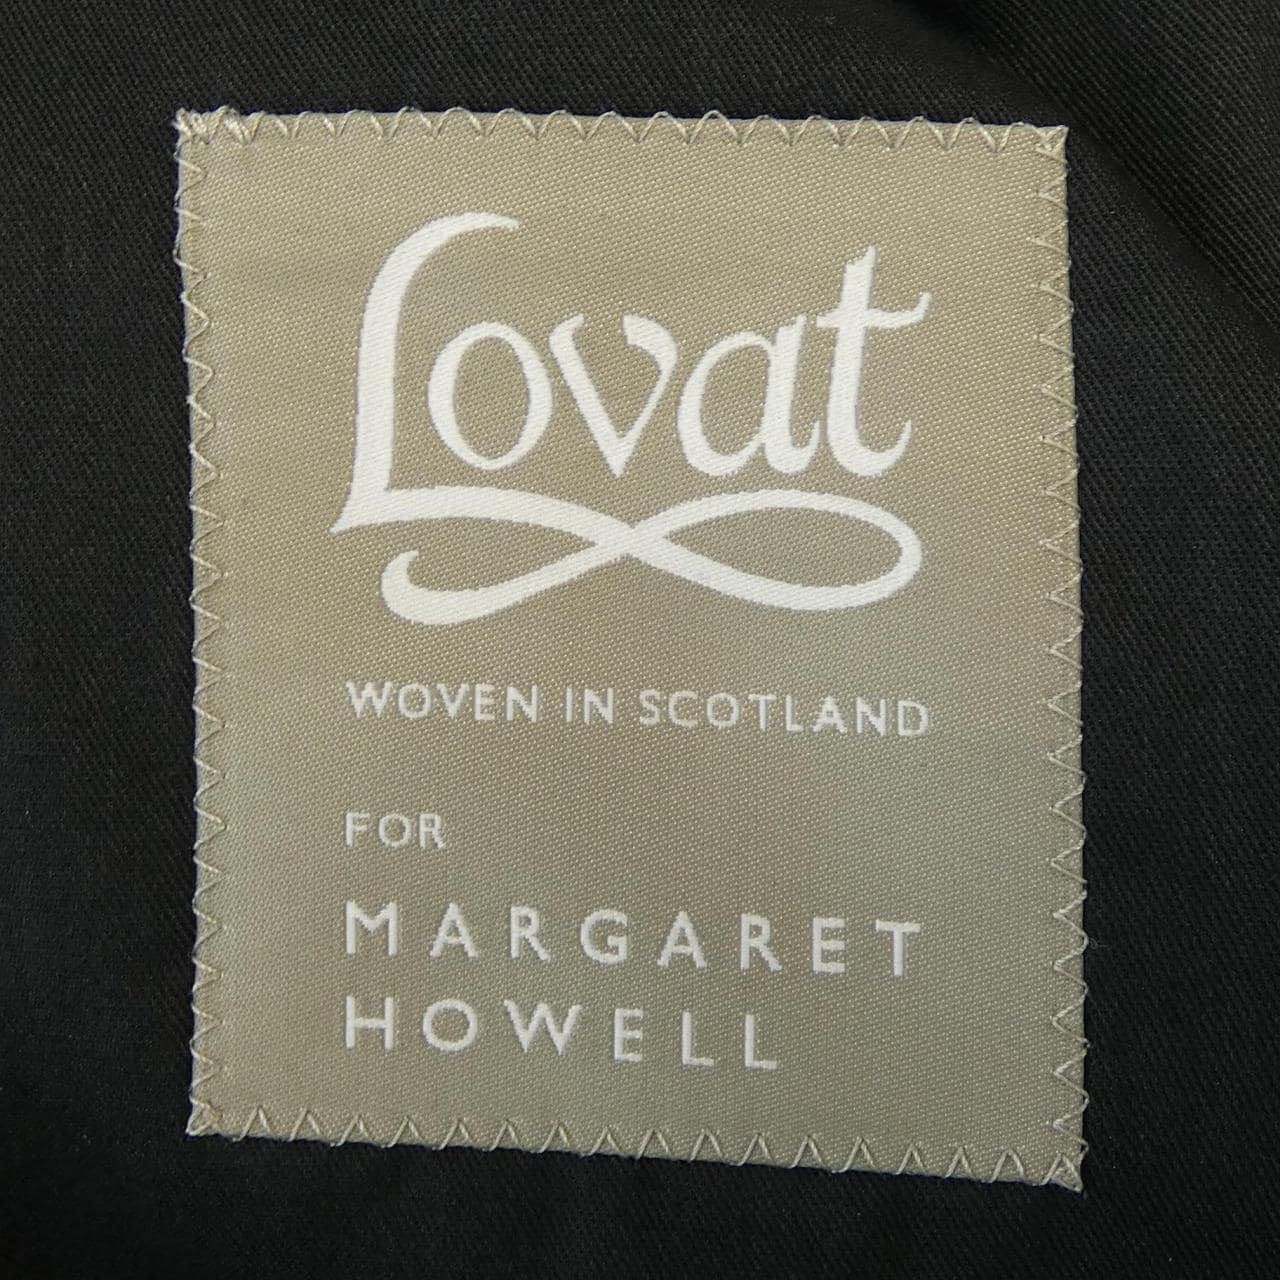 Lovat
WOVEN IN SCOTLAND
FOR
MARGARET
HOWELL